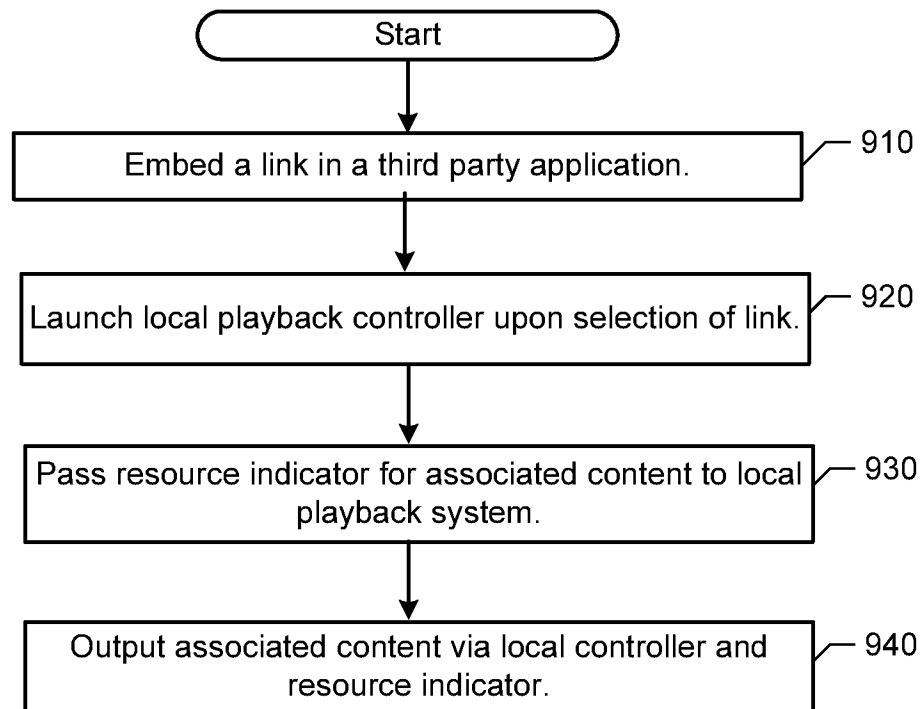 Start
Embed a link in a third party application.
910
Launch local playback controller upon selection of link.
920
Pass resource indicator for associated content to local
playback system.
930
Output associated content via local controller and
resource indicator.
940